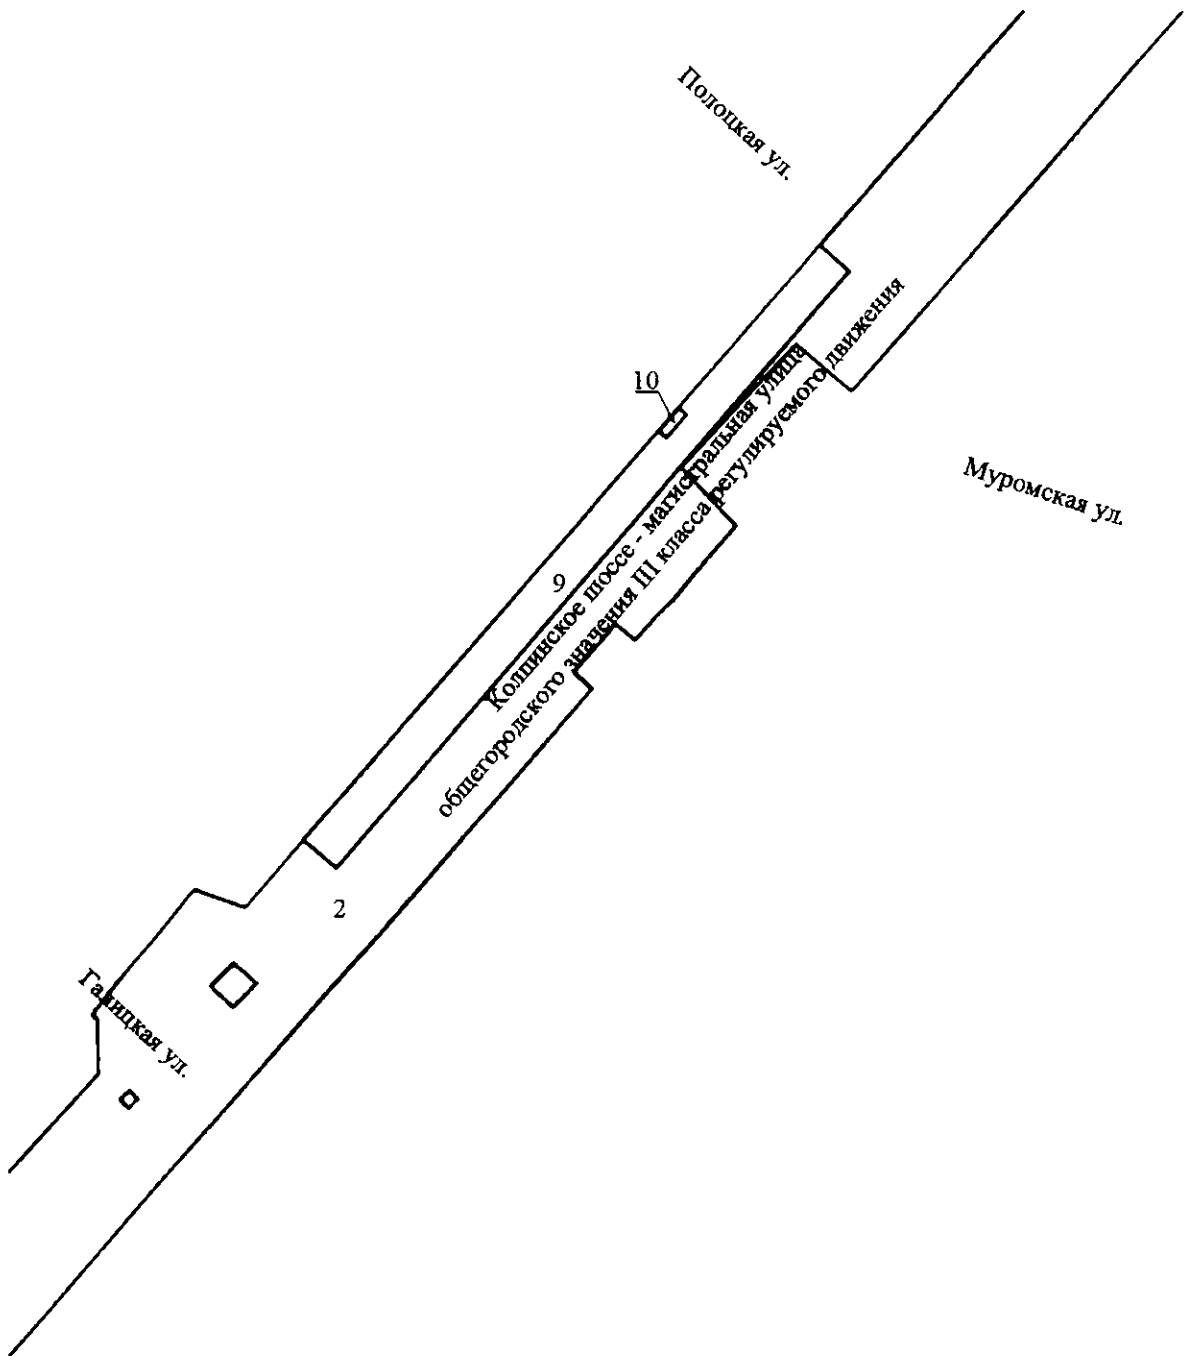 Полоцкая ул.
10
Муромская ул.
9
Колпинское шоссе - магистральная улица
общегородского значения III класса регулируемого движения
2
Галицкая ул.